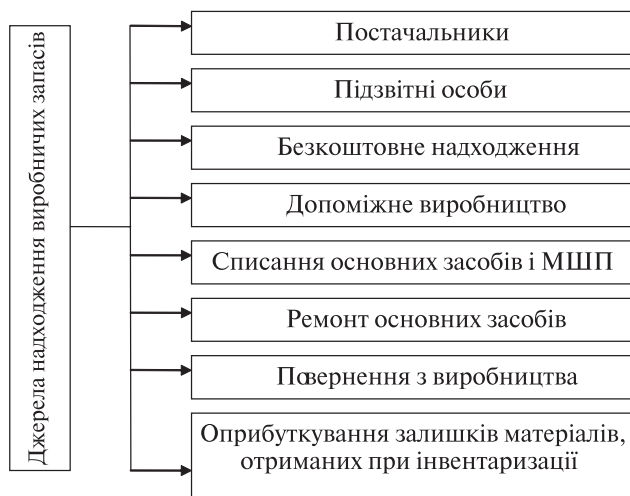 Джерела надходження виробничих запасів
Постачальники
Підзвітні особи
Безкоштовне надходження
Допоміжне виробництво
Списання основних засобів і МШП
Ремонт основних засобів
Повернення з виробництва
Оприбуткування залишків матеріалів,
отриманих при інвентаризації